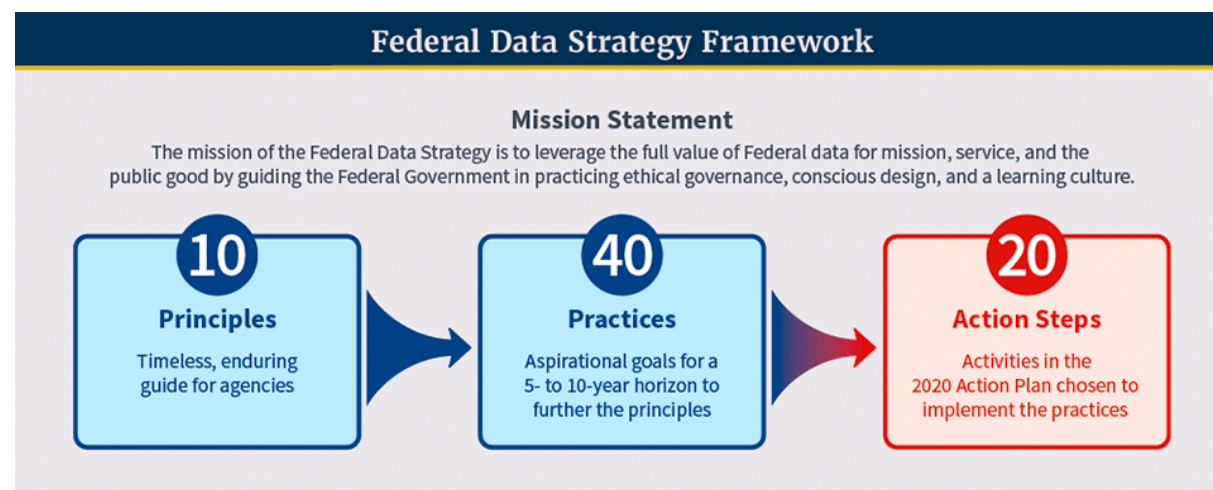 Federal Data Strategy Framework
Mission Statement
The mission of the Federal Data Strategy is to leverage the full value of Federal data for mission, service, and the
public good by guiding the Federal Government in practicing ethical governance, conscious design, and a learning culture.
10
Principles
Timeless, enduring
guide for agencies
40
Practices
Aspirational goals for a
5- to 10-year horizon to
further the principles
20
Action Steps
Activities in the
2020 Action Plan chosen to
implement the practices